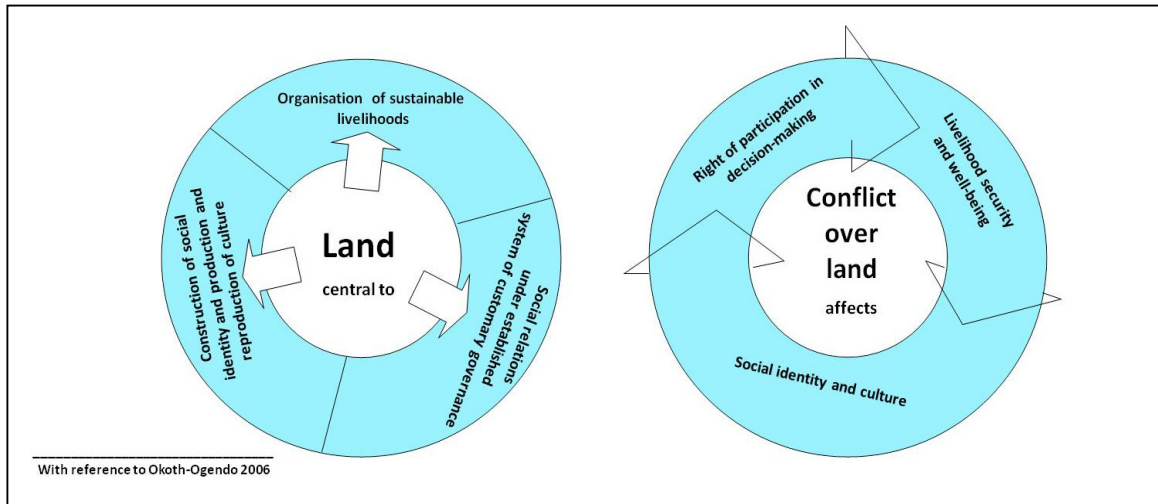 Organisation of sustainable
livelihoods
Construction of social
identity and production and
reproduction of culture
Land
central to
Social relations
under established
system of customary governance
Right of participation in
decision-making
Livelihood security
and well-being
Conflict
over
land
affects
Social identity and culture
With reference to Okoth-Ogendo 2006